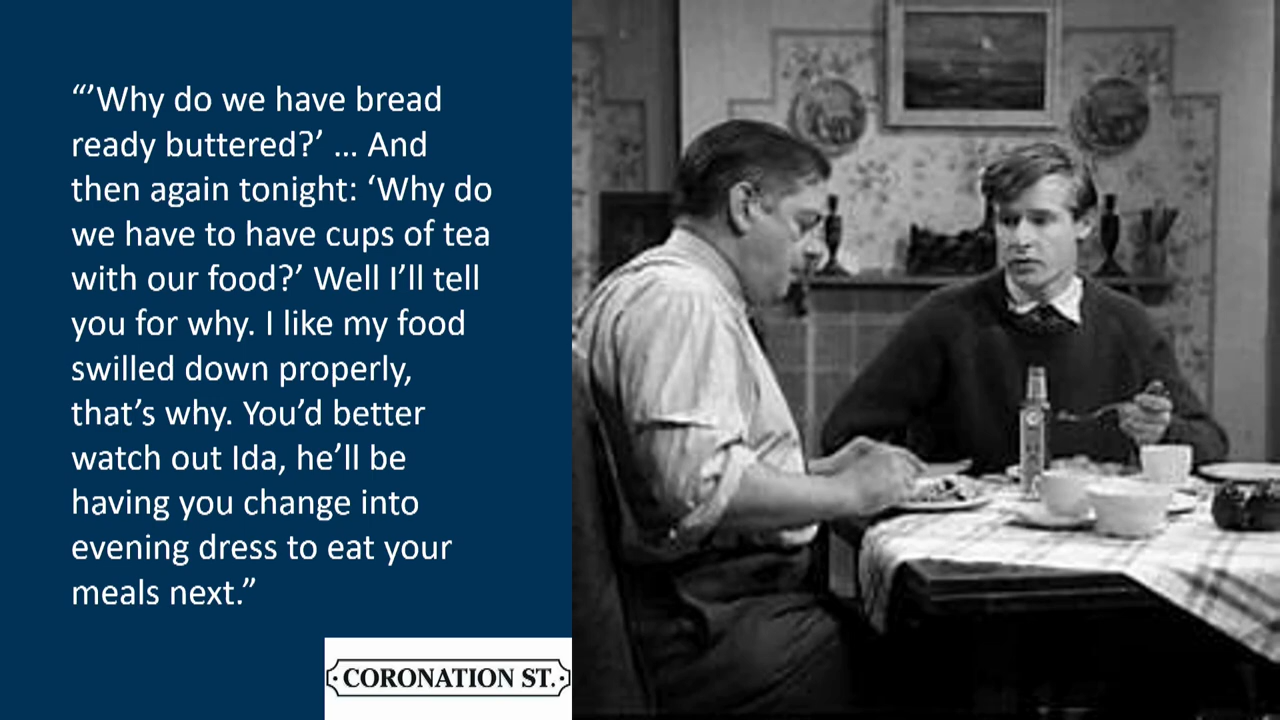 “’Why do we have bread
ready buttered?’ ... And
then again tonight: ‘Why do
we have to have cups of tea
with our food?’ Well I’ll tell
you for why. I like my food
swilled down properly,
that’s why. You’d better
watch out Ida, he’ll be
having you change into
evening dress to eat your
meals next.”
CORONATION ST.